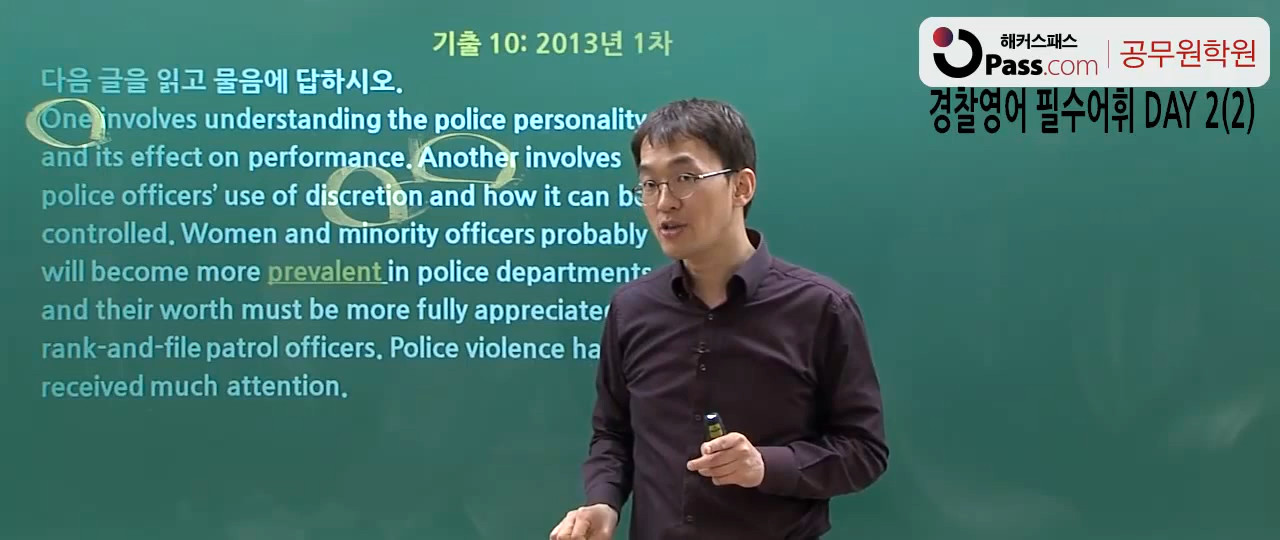 기출 10: 2013년 1차
해커스패스
Pass.com
공무원학원
경찰영어 필수어휘 DAY 2(2)
다음 글을 읽고 물음에 답하시오.
One involves understanding the police personality
and its effect on performance. Another involves
police officers' use of discretion and how it can be
controlled. Women and minority officers probably
will become more prevalent in police departments
and their worth must be more fully appreciated
rank-and-file patrol officers. Police violence
received much attention.